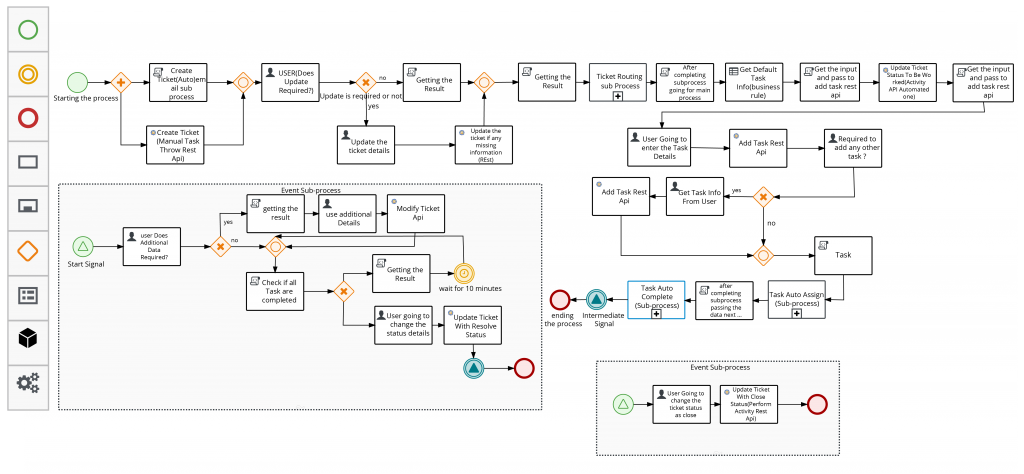 Starting the process
Create
Ticket(Auto)em
ail sub
process
Create Ticket
(Manual Task
Throw Rest
Api)
USER(Does
Update
Required?)
no
Update is required or not
yes
Getting the
Result
Update the
ticket details
Update the
ticket if any
missing
information
(REst)
Getting the
Result
Ticket Routing
sub Process
After
completing
subprocess
going for main
process
Get Default
Task
Info(business
rule)
Get the input
and pass to
add task rest
api
Update Ticket
Status To Be Wo
rked(Activity
API Automated
one)
Get the input
and pass to
add task rest
api
User Going to
enter the Task
Details
Add Task Rest
Api
Required to
add any other
task ?
Add Task Rest
Api
Get Task Info
From User
yes
no
Task
Task Auto Assign
(Sub-process)
after
completing
subprocess
passing the
data next ...
Task Auto
Complete
(Sub-process)
Intermediate
Signal
ending
the process
Event Sub-process
Start Signal
user Does
Additional
Data
Required?
yes
no
getting the
result
use additional
Details
Modify Ticket
Api
Check if all
Task are
completed
Getting the
Result
wait for 10 minutes
User going to
change the
status details
Update Ticket
With Resolve
Status
Event Sub-process
User Going to
change the
ticket status
as close
Update Ticket
With Close
Status(Perform
Activity Rest
Api)